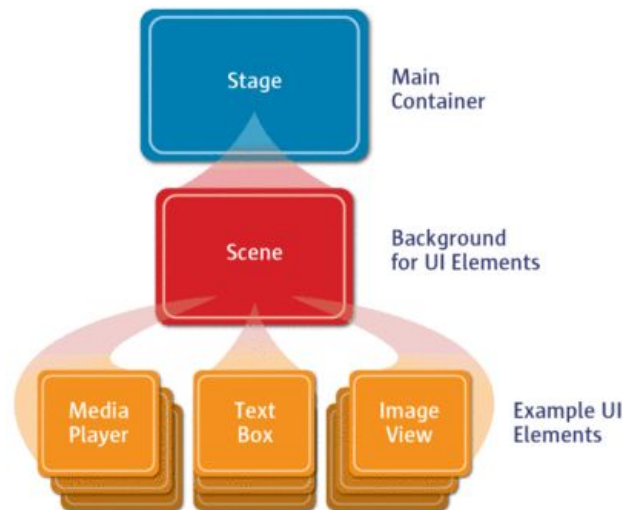 Stage
Main
Container
Scene
Background
for UI Elements
Media
Player
Text
Box
Image
View
Example UI
Elements